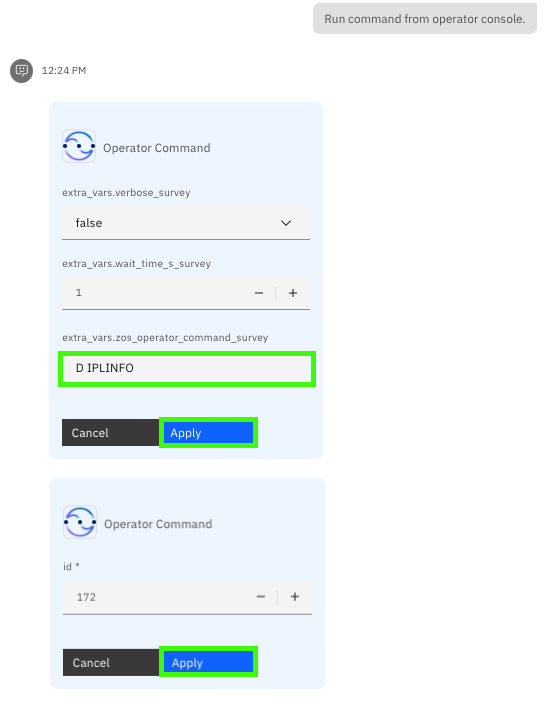 Run command from operator console.
12:24 PM
Operator Command
extra_vars.verbose_survey
false
extra_vars.wait_time_s_survey
1
extra_vars.zos_operator_command_survey
D IPLINFO
Cancel
Apply
Operator Command
id *
172
Cancel
Apply